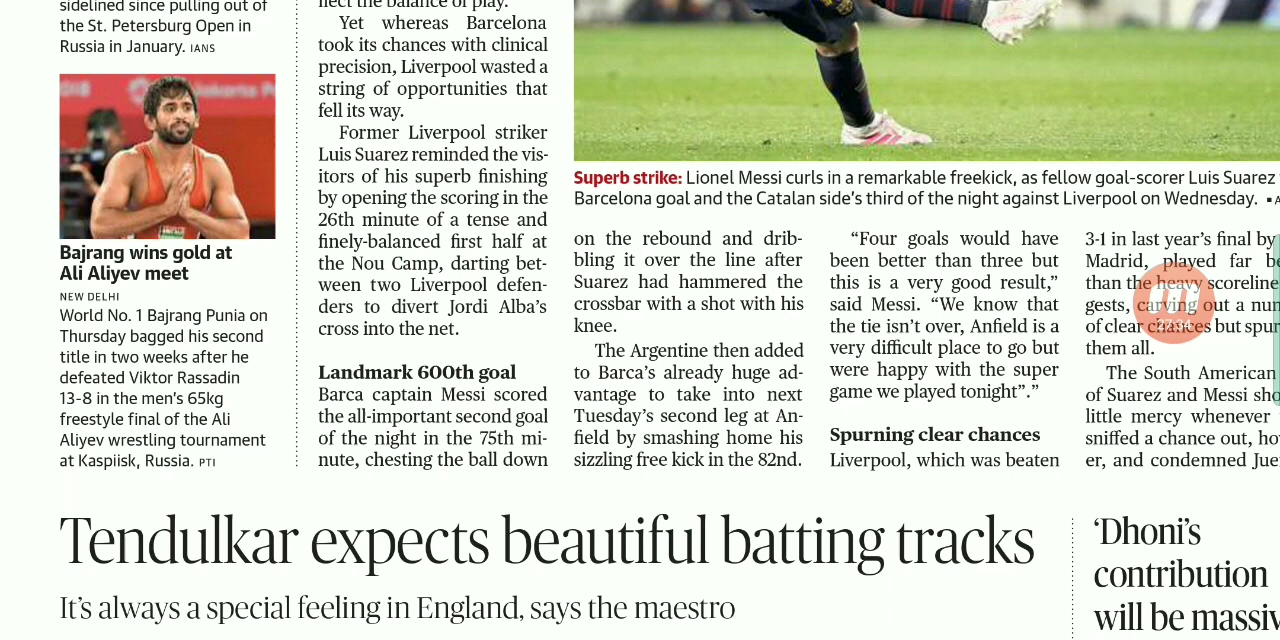 sidelined since pulling out of
the St. Petersburg Open in
Russia in January. IANS
Bajrang wins gold at
Ali Aliyev meet
NEW DELHI
World No. 1 Bajrang Punia on
Thursday bagged his second
title in two weeks after he
defeated Viktor Rassadin
13-8 in the men's 65kg
freestyle final of the Ali
Aliyev wrestling tournament
at Kaspiisk, Russia. PTI
flect the balance of play.
Yet whereas Barcelona
took its chances with clinical
precision, Liverpool wasted a
string of opportunities that
fell its way.
Former Liverpool striker
Luis Suarez reminded the vis-
itors of his superb finishing
by opening the scoring in the
26th minute of a tense and
finely-balanced first half at
the Nou Camp, darting bet-
ween two Liverpool defen-
ders to divert Jordi Alba's
cross into the net.
Landmark 600th goal
Barca captain Messi scored
the all-important second goal
of the night in the 75th mi-
nute, chesting the ball down
Superb strike: Lionel Messi curls in a remarkable freekick, as fellow goal-scorer Luis Suarez
Barcelona goal and the Catalan side's third of the night against Liverpool on Wednesday.
on the rebound and drib-
bling it over the line after
Suarez had hammered the
crossbar with a shot with his
knee.
The Argentine then added
to Barca's already huge ad-
vantage to take into next
Tuesday's second leg at An-
field by smashing home his
sizzling free kick in the 82nd.
"Four goals would have
been better than three but
this is a very good result,"
said Messi. "We know that
the tie isn't over, Anfield is a
very difficult place to go but
were happy with the super
game we played tonight"."
Spurning clear chances
Liverpool, which was beaten
3-1 in last year's final by
Madrid, played far be
than the heavy scoreline
gests, carving out a num
of clear chances but spur
them all.
The South American
of Suarez and Messi sho
little mercy whenever
sniffed a chance out, how
er, and condemned Jue
27:34
Tendulkar expects beautiful batting tracks
It's always a special feeling in England, says the maestro
'Dhoni's
contribution
will be massiv